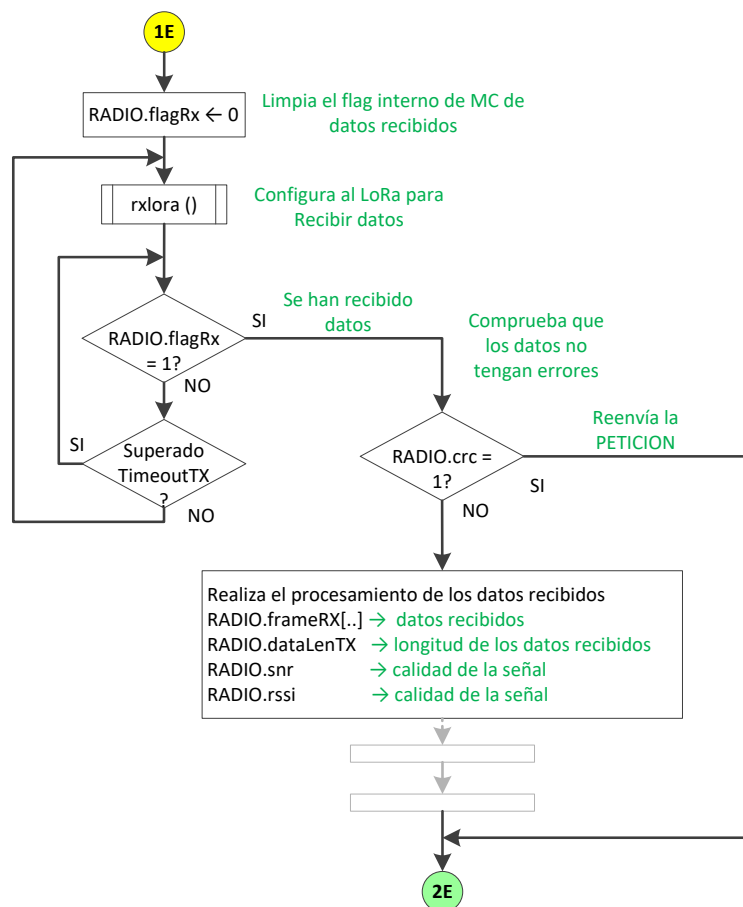 1E
RADIO.flagRx ← 0
Limpia el flag interno de MC de
datos recibidos
rxlora ()
Configura al LoRa para
Recibir datos
RADIO.flagRx
= 1?
SI
NO
Se han recibido
datos
Comprueba que
los datos no
tengan errores
Superado
TimeoutTX
?
SI
NO
RADIO.crc =
1?
SI
NO
Reenvía la
PETICION
Realiza el procesamiento de los datos recibidos
RADIO.frameRX[..] → datos recibidos
RADIO.dataLenTX → longitud de los datos recibidos
RADIO.snr → calidad de la señal
RADIO.rssi → calidad de la señal
2E